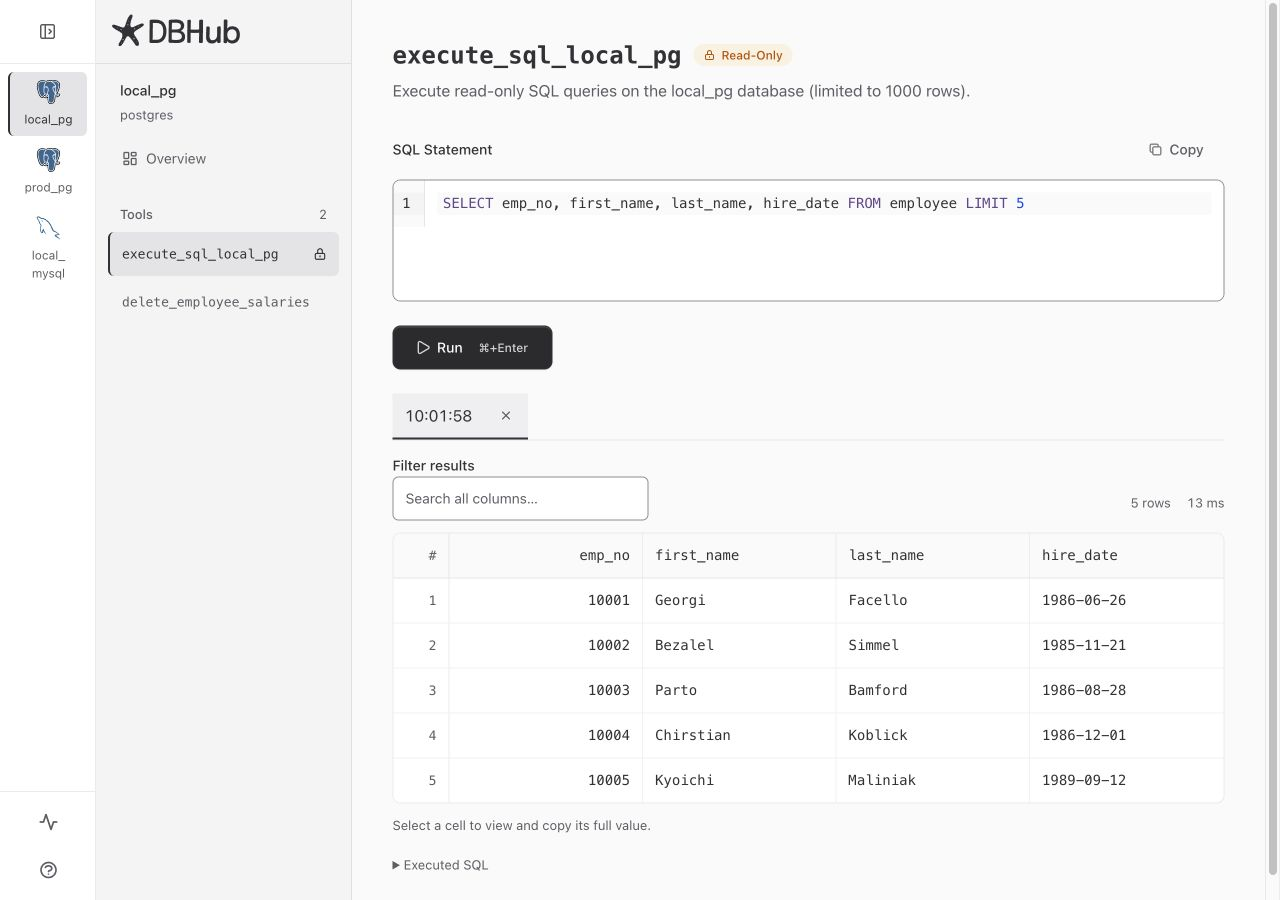 DBHub
local_pg
prod_pg
local_
mysql
local_pg
postgres
Overview
Tools 2
execute_sql_local_pg
delete_employee_salaries
execute_sql_local_pg Read-Only
Execute read-only SQL queries on the local_pg database (limited to 1000 rows).
SQL Statement Copy
1 SELECT emp_no, first_name, last_name, hire_date FROM employee LIMIT 5
Run ⌘+Enter
10:01:58 ×
Filter results
Search all columns...
5 rows 13 ms
# emp_no first_name last_name hire_date
1 10001 Georgi Facello 1986-06-26
2 10002 Bezalel Simmel 1985-11-21
3 10003 Parto Bamford 1986-08-28
4 10004 Chirstian Koblick 1986-12-01
5 10005 Kyoichi Maliniak 1989-09-12
Select a cell to view and copy its full value.
Executed SQL